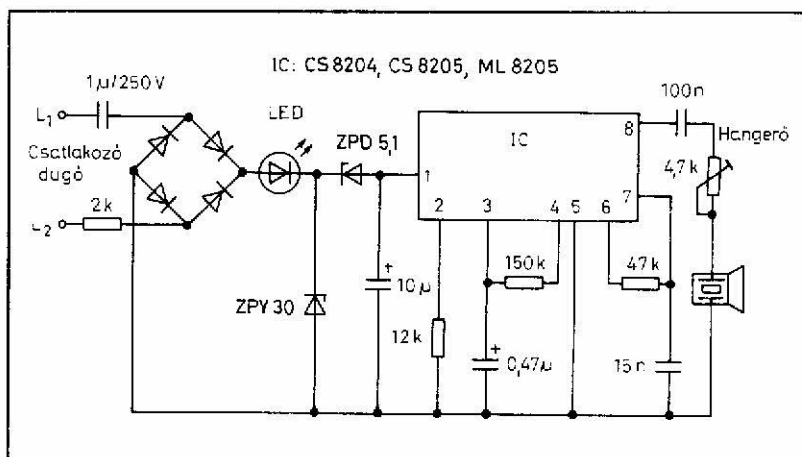 IC: CS 8204, CS 8205, ML 8205
1µ/250V
LED
100n
L₁
ZPD 5,1
IC
8
Hangerő
Csatlakozó
dugó
4,7k
1
7
2
3
4
5
6
2k
L₂
150k
47k
+
10µ
ZPY 30
12k
+
0,47µ
15n